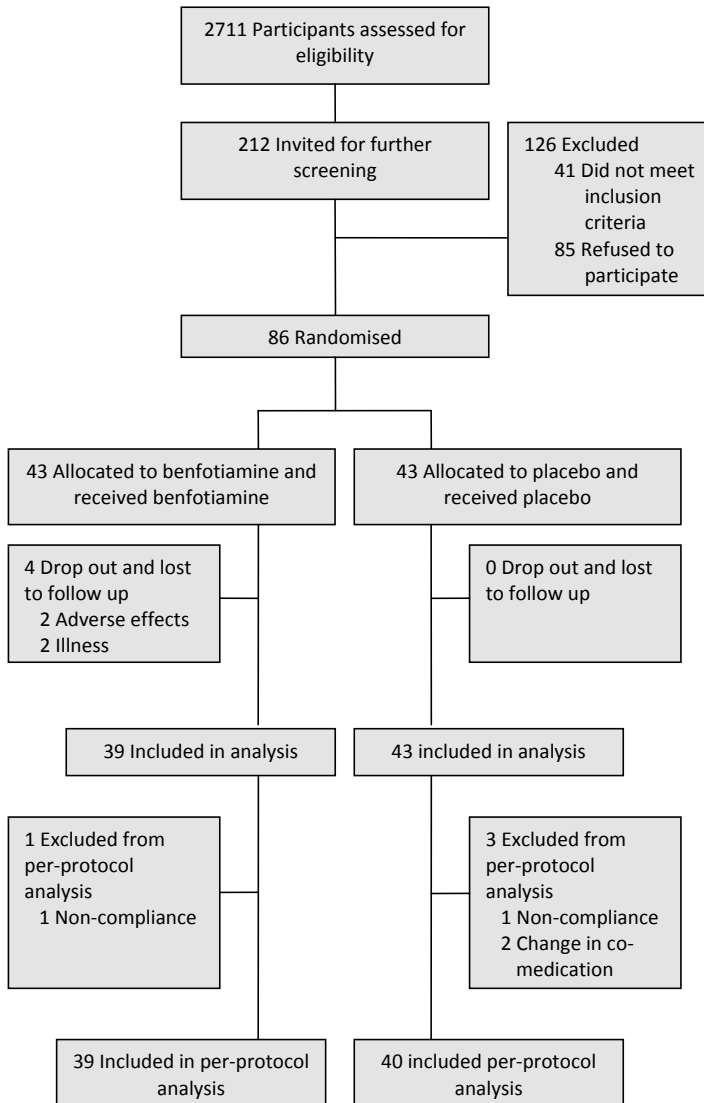 2711 Participants assessed for
eligibility
212 Invited for further
screening
126 Excluded
41 Did not meet
inclusion
criteria
85 Refused to
participate
86 Randomised
43 Allocated to benfotiamine and
received benfotiamine
43 Allocated to placebo and
received placebo
4 Drop out and lost
to follow up
2 Adverse effects
2 Illness
0 Drop out and lost
to follow up
39 Included in analysis
43 included in analysis
1 Excluded from
per-protocol
analysis
1 Non-compliance
3 Excluded from
per-protocol
analysis
1 Non-compliance
2 Change in co-
medication
39 Included in per-protocol
analysis
40 included per-protocol
analysis